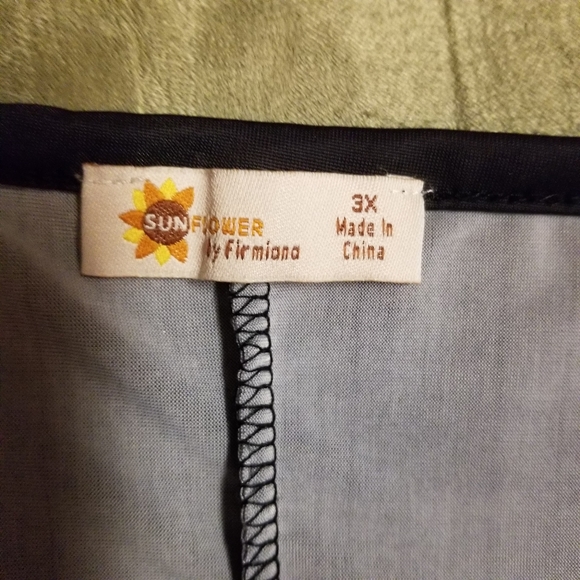 SUNFLOWER
by Firmiana
3X
Made In
China